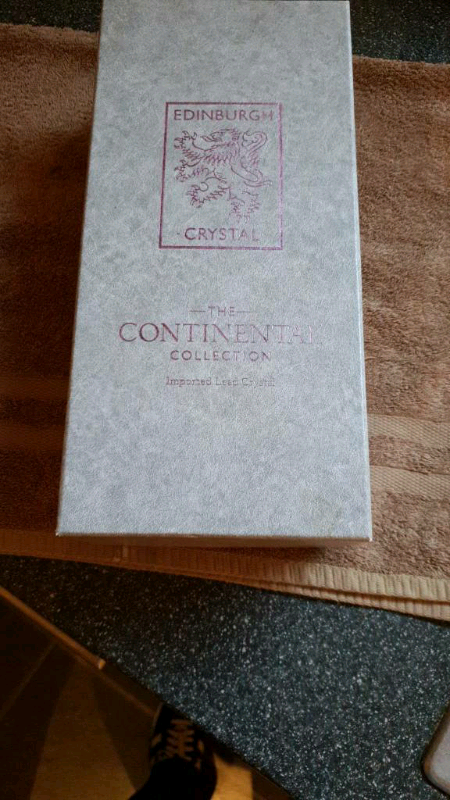 EDINBURGH
CRYSTAL
—THE—
CONTINENTAL
COLLECTION
Imported Lead Crystal